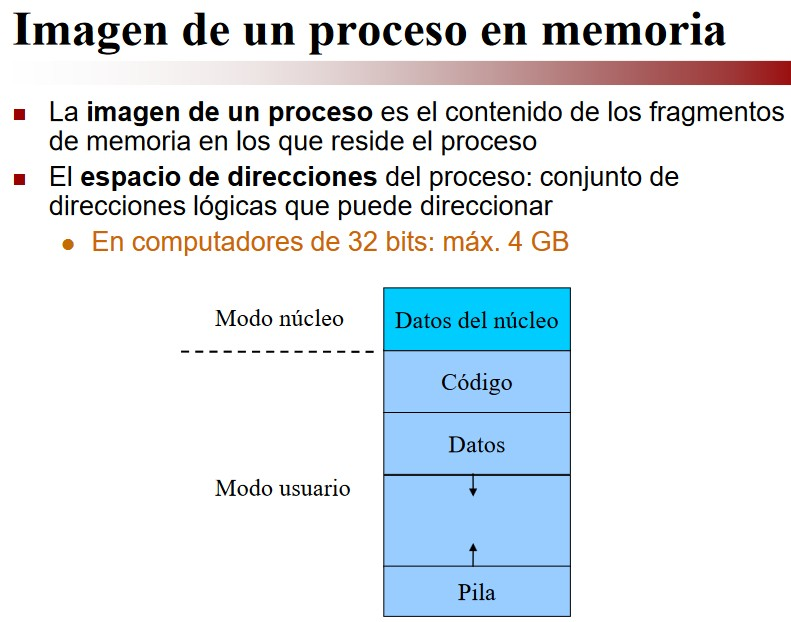 Imagen de un proceso en memoria
La imagen de un proceso es el contenido de los fragmentos
de memoria en los que reside el proceso
El espacio de direcciones del proceso: conjunto de
direcciones lógicas que puede direccionar
En computadores de 32 bits: máx. 4 GB
Modo núcleo
Datos del núcleo
Código
Datos
Modo usuario
Pila